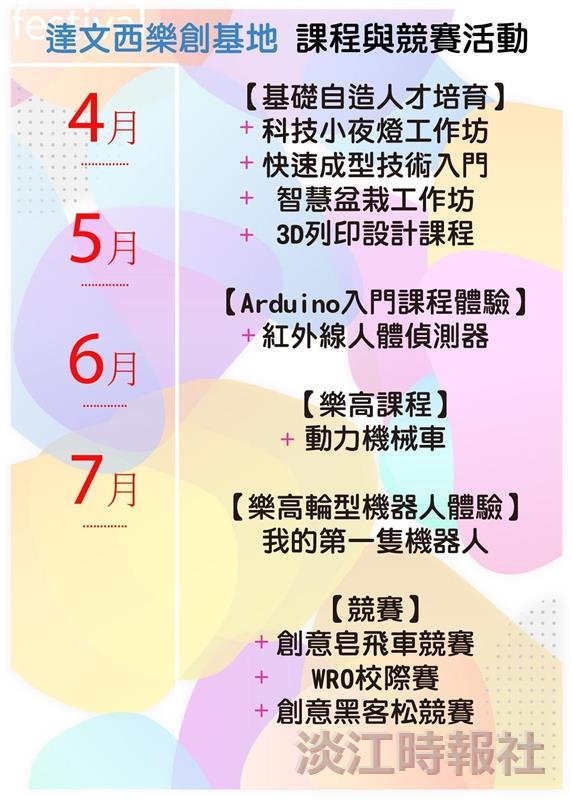 festival
達文西樂創基地 課程與競賽活動
4月
5月
6月
7月
【基礎自造人才培育】
+ 科技小夜燈工作坊
+ 快速成型技術入門
+ 智慧盆栽工作坊
+ 3D列印設計課程
【Arduino入門課程體驗】
+ 紅外線人體偵測器
【樂高課程】
+ 動力機械車
【樂高輪型機器人體驗】
我的第一隻機器人
【競賽】
+ 創意皂飛車競賽
+ WRO校際賽
+ 創意黑客松競賽
淡江時報社